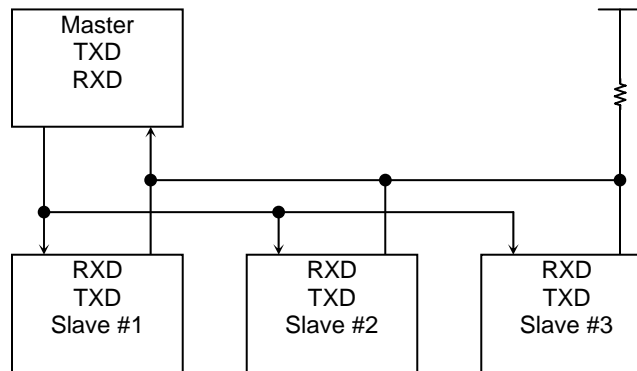 Master
TXD
RXD
RXD
TXD
Slave #1
RXD
TXD
Slave #2
RXD
TXD
Slave #3